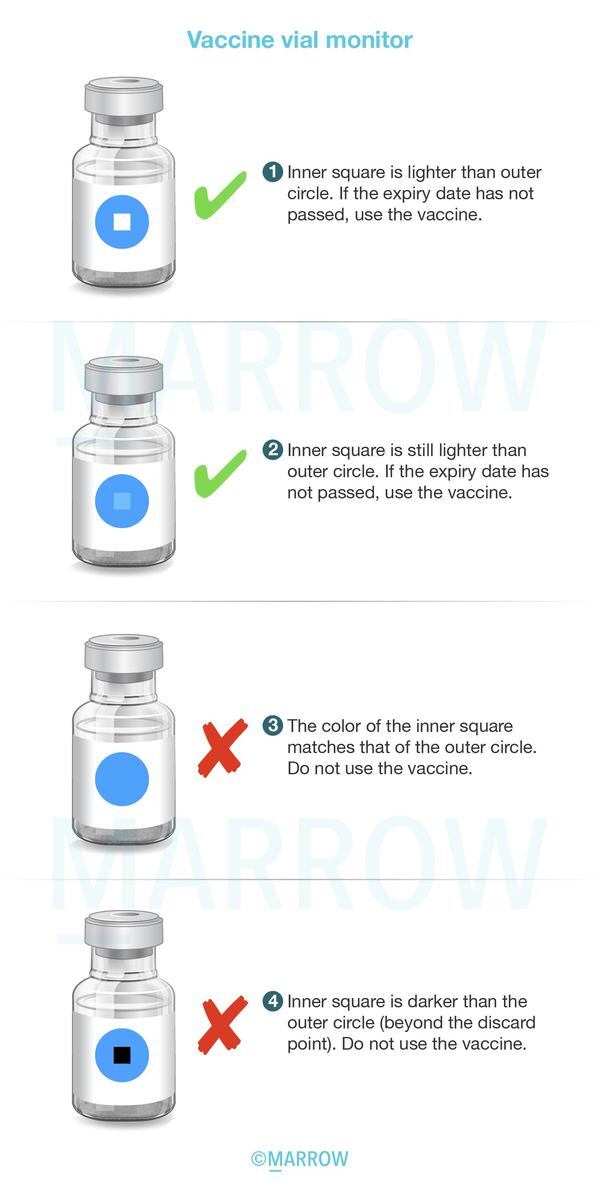 Vaccine vial monitor
1 Inner square is lighter than outer
circle. If the expiry date has not
passed, use the vaccine.
MARROW
2 Inner square is still lighter than
outer circle. If the expiry date has
not passed, use the vaccine.
3 The color of the inner square
matches that of the outer circle.
Do not use the vaccine.
MARROW
4 Inner square is darker than the
outer circle (beyond the discard
point). Do not use the vaccine.
©MARROW